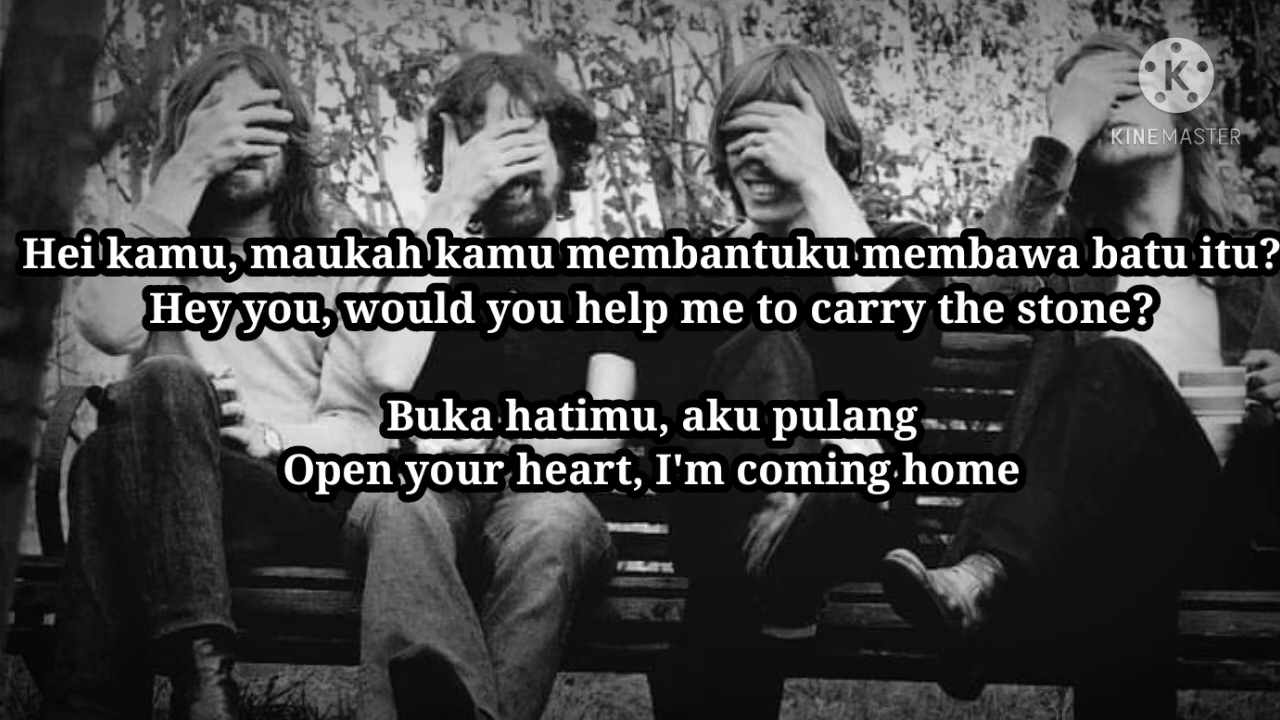 K
KINEMASTER
Hei kamu, maukah kamu membantuku membawa batu itu?
Hey you, would you help me to carry the stone?
Buka hatimu, aku pulang
Open your heart, I'm coming home